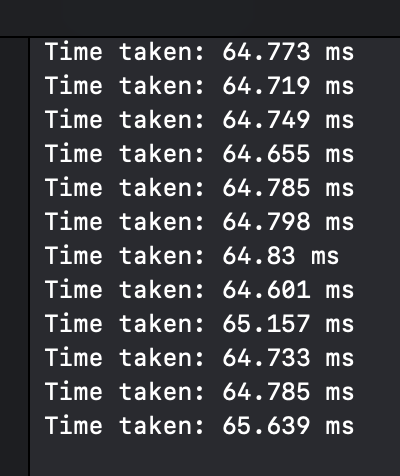 Time taken: 64.773 ms
Time taken: 64.719 ms
Time taken: 64.749 ms
Time taken: 64.655 ms
Time taken: 64.785 ms
Time taken: 64.798 ms
Time taken: 64.83 ms
Time taken: 64.601 ms
Time taken: 65.157 ms
Time taken: 64.733 ms
Time taken: 64.785 ms
Time taken: 65.639 ms